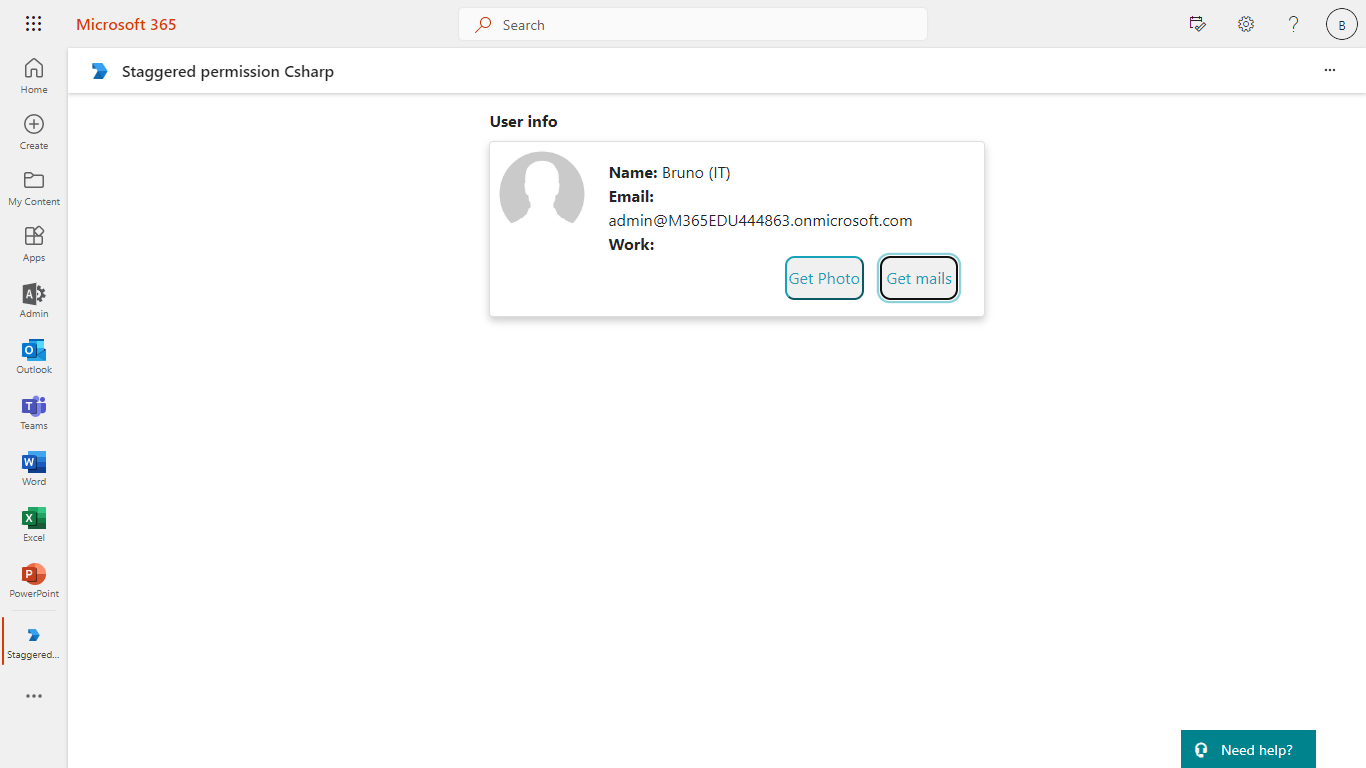 Microsoft 365
Search
B
Home
Create
My Content
Apps
Admin
Outlook
Teams
Word
Excel
PowerPoint
Staggered...
Staggered permission Csharp
User info
Name: Bruno (IT)
Email:
admin@M365EDU444863.onmicrosoft.com
Work:
Get Photo
Get mails
Need help?